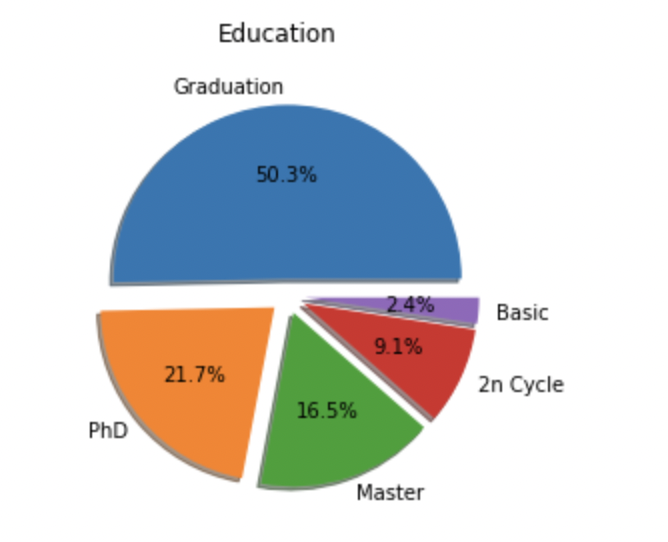 Education
Graduation
50.3%
2.4%
Basic
9.1%
21.7%
2n Cycle
16.5%
PhD
Master